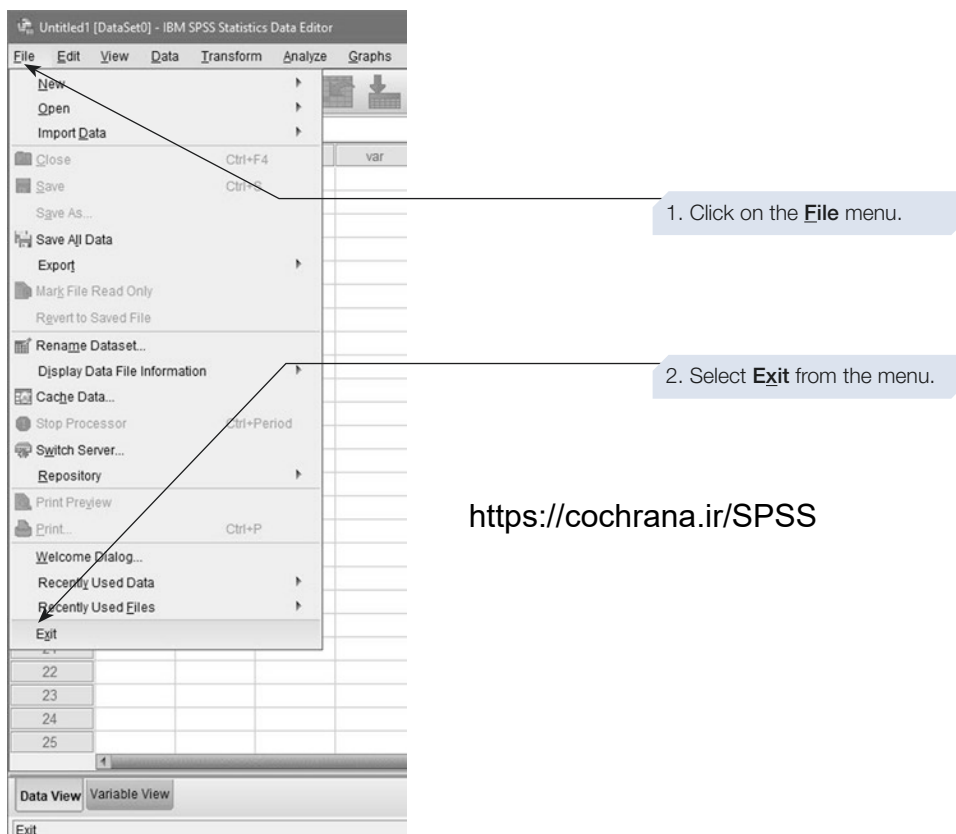 Untitled1 [DataSet0] - IBM SPSS Statistics Data Editor
File Edit View Data Transform Analyze Graphs
New
Open
Import Data
Close Ctrl+F4
Save Ctrl+S
Save As...
Save All Data
Export
Mark File Read Only
Revert to Saved File
Rename Dataset...
Display Data File Information
Cache Data...
Stop Processor Ctrl+Period
Switch Server...
Repository
Print Preview
Print... Ctrl+P
Welcome Dialog...
Recently Used Data
Recently Used Files
Exit
var
22
23
24
25
Data View Variable View
Exit
1. Click on the File menu.
2. Select Exit from the menu.
https://cochrana.ir/SPSS